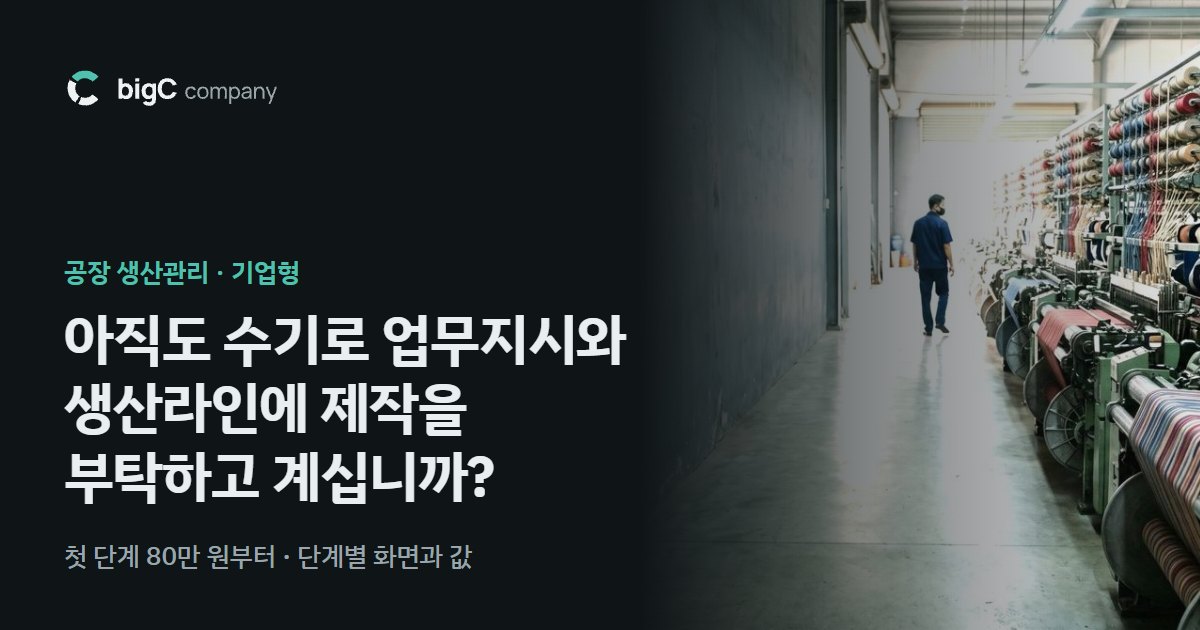 bigC company
공장 생산관리 · 기업형
아직도 수기로 업무지시와
생산라인에 제작을
부탁하고 계십니까?
첫 단계 80만 원부터 · 단계별 화면과 값